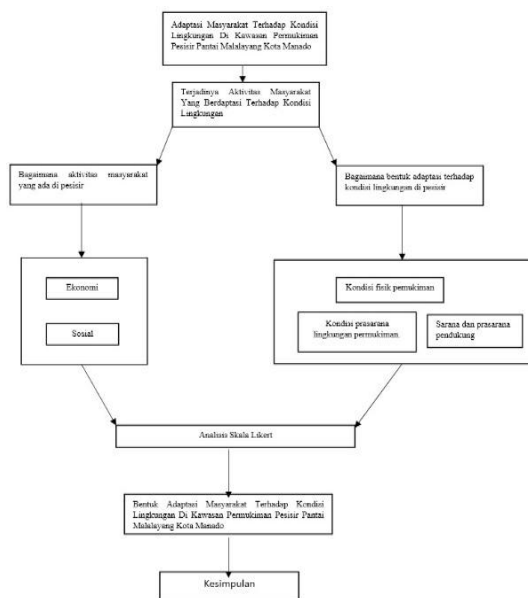 Adaptasi Masyarakat Terhadap Kondisi
Lingkungan Di Kawasan Permukiman
Pesisir Pantai Malalayang Kota Manado
Terjadinya Aktivitas Masyarakat
Yang Berdaptasi Terhadap Kondisi
Lingkungan
Bagaimana aktivitas masyarakat
yang ada di pesisir
Bagaimana bentuk adaptasi terhadap
kondisi lingkungan di pesisir
Ekonomi
Sosial
Kondisi fisik pemukiman
Kondisi prasarana
lingkungan permukiman.
Sarana dan prasarana
pendukung
Analisis Skala Likert
Bentuk Adaptasi Masyarakat Terhadap Kondisi
Lingkungan Di Kawasan Permukiman Pesisir Pantai
Malalayang Kota Manado
Kesimpulan